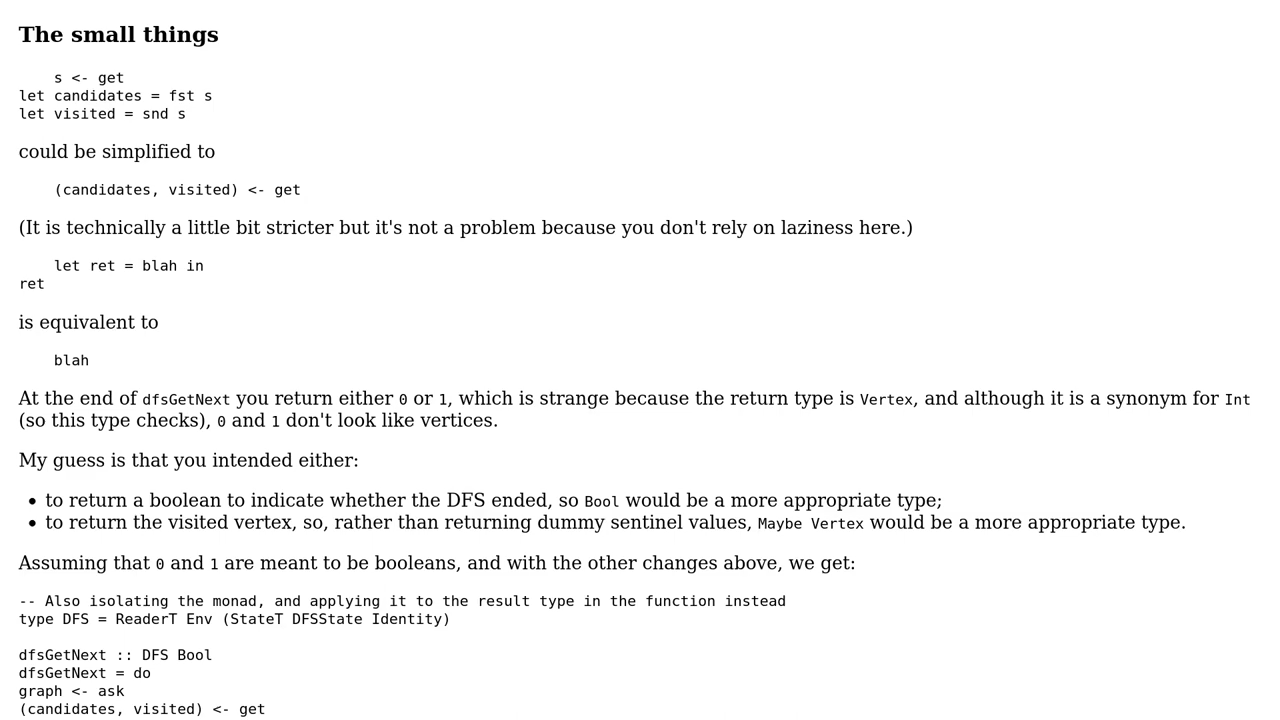 The small things
s <- get
let candidates = fst s
let visited = snd s
could be simplified to
(candidates, visited) <- get
(It is technically a little bit stricter but it's not a problem because you don't rely on laziness here.)
let ret = blah in
ret
is equivalent to
blah
At the end of dfsGetNext you return either 0 or 1, which is strange because the return type is Vertex, and although it is a synonym for Int
(so this type checks), 0 and 1 don't look like vertices.
My guess is that you intended either:
• to return a boolean to indicate whether the DFS ended, so Bool would be a more appropriate type;
• to return the visited vertex, so, rather than returning dummy sentinel values, Maybe Vertex would be a more appropriate type.
Assuming that 0 and 1 are meant to be booleans, and with the other changes above, we get:
-- Also isolating the monad, and applying it to the result type in the function instead
type DFS = ReaderT Env (StateT DFSState Identity)
dfsGetNext :: DFS Bool
dfsGetNext = do
graph <- ask
(candidates, visited) <- get